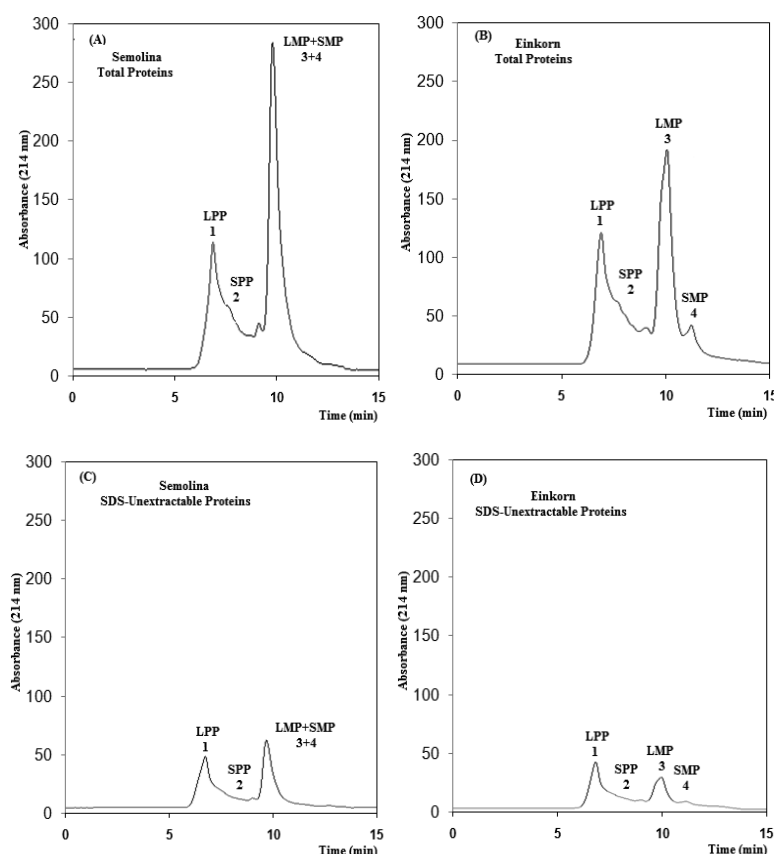 (A)
Semolina
Total Proteins
LMP+SMP
3+4
LPP
1
SPP
2
Absorbance (214 nm)
300
250
200
150
100
50
0
0 5 10 15
Time (min)
(B)
Einkorn
Total Proteins
LMP
3
LPP
1
SPP
2
SMP
4
Absorbance (214 nm)
300
250
200
150
100
50
0
0 5 10 15
Time (min)
(C)
Semolina
SDS-Unextractable Proteins
LPP
1
SPP
2
LMP+SMP
3+4
Absorbance (214 nm)
300
250
200
150
100
50
0
0 5 10 15
Time (min)
(D)
Einkorn
SDS-Unextractable Proteins
LPP
1
SPP
2
LMP
3
SMP
4
Absorbance (214 nm)
300
250
200
150
100
50
0
0 5 10 15
Time (min)